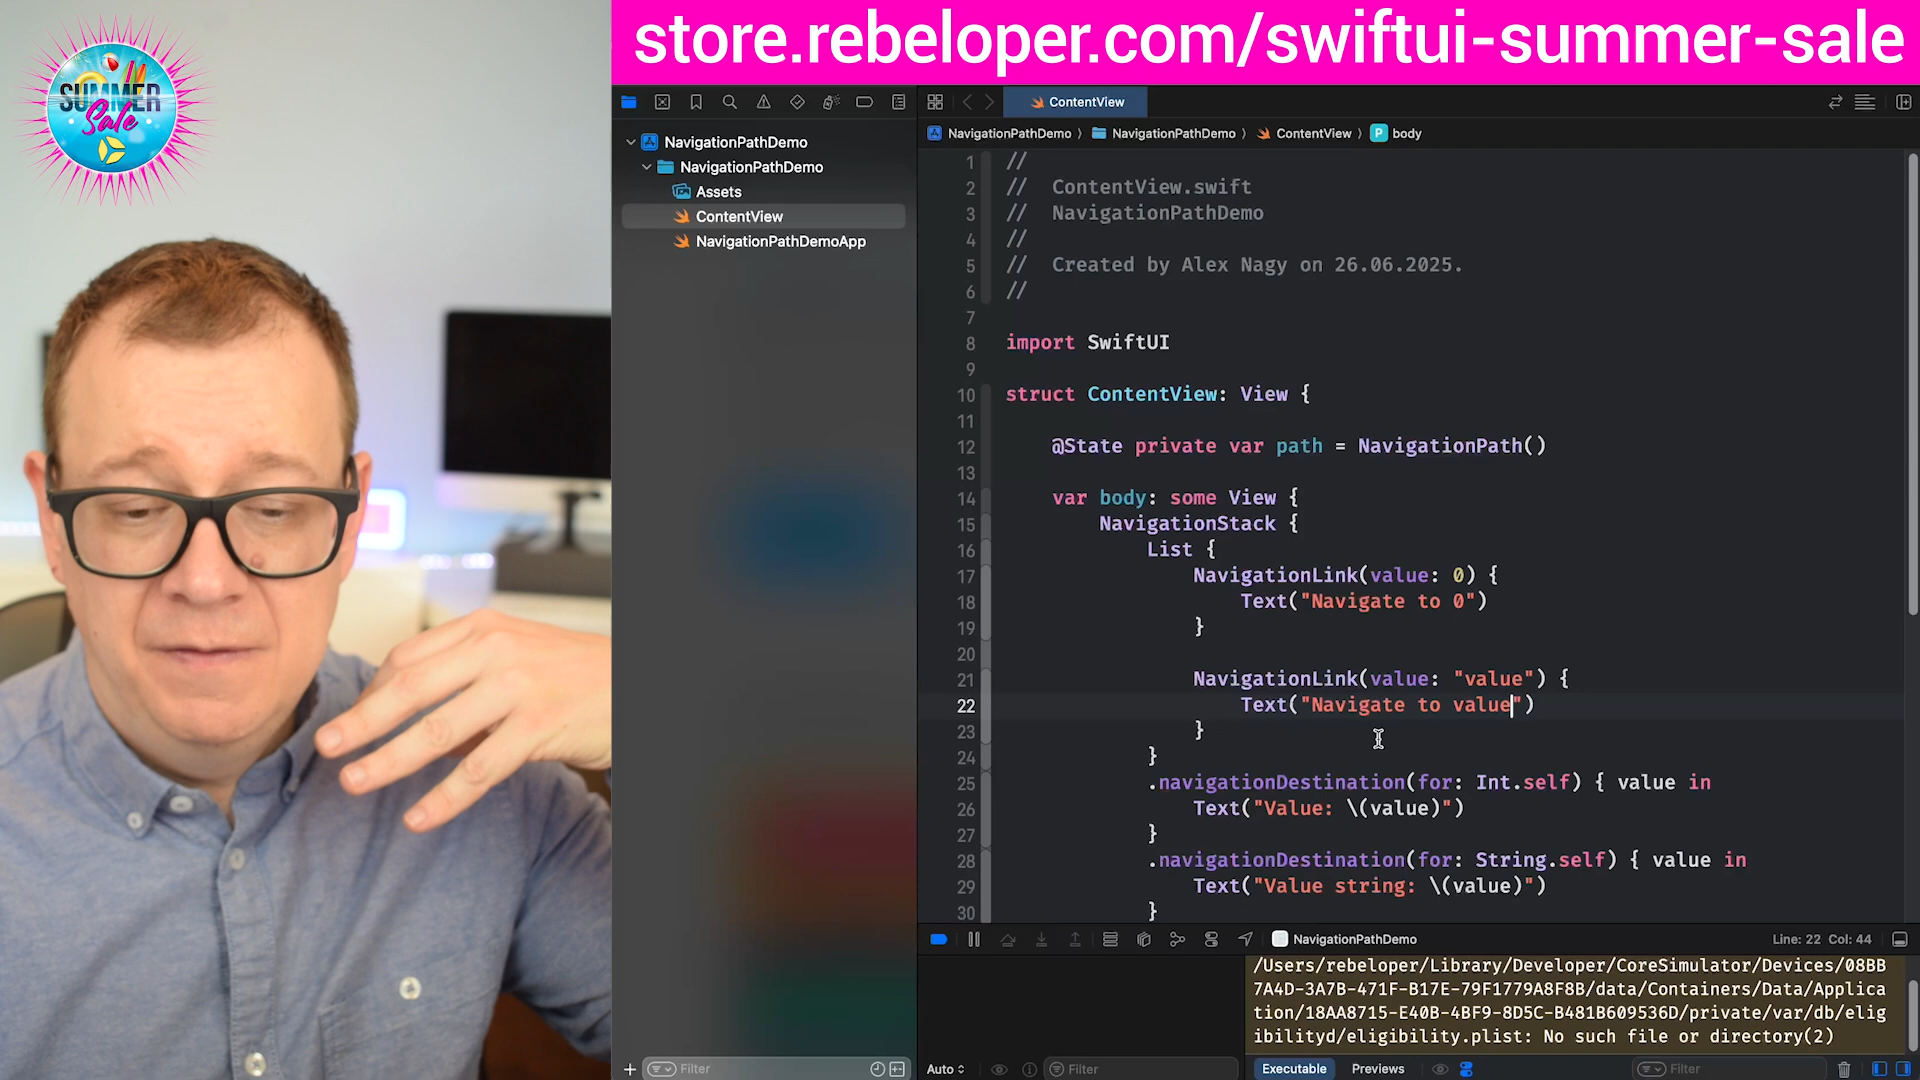 store.rebeloper.com/swiftui-summer-sale
SUMMER
Sale
ContentView
NavigationPathDemo
NavigationPathDemo
Assets
ContentView
NavigationPathDemoApp
NavigationPathDemo 〉 NavigationPathDemo 〉 ContentView 〉 P body
1 //
2 //  ContentView.swift
3 //  NavigationPathDemo
4 //
5 //  Created by Alex Nagy on 26.06.2025.
6 //
7
8 import SwiftUI
9
10 struct ContentView: View {
11
12     @State private var path = NavigationPath()
13
14     var body: some View {
15         NavigationStack {
16             List {
17                 NavigationLink(value: 0) {
18                     Text("Navigate to 0")
19                 }
20
21                 NavigationLink(value: "value") {
22                     Text("Navigate to value")
23                 }
24             }
25             .navigationDestination(for: Int.self) { value in
26                 Text("Value: \(value)")
27             }
28             .navigationDestination(for: String.self) { value in
29                 Text("Value string: \(value)")
30             }
NavigationPathDemo
Line: 22 Col: 44
/Users/rebeloper/Library/Developer/CoreSimulator/Devices/08BB
7A4D-3A7B-471F-B17E-79F1779A8F8B/data/Containers/Data/Applica
tion/18AA8715-E40B-4BF9-8D5C-B481B609536D/private/var/db/elig
ibilityd/eligibility.plist: No such file or directory(2)
Filter
Auto
Filter
Executable
Previews
Filter